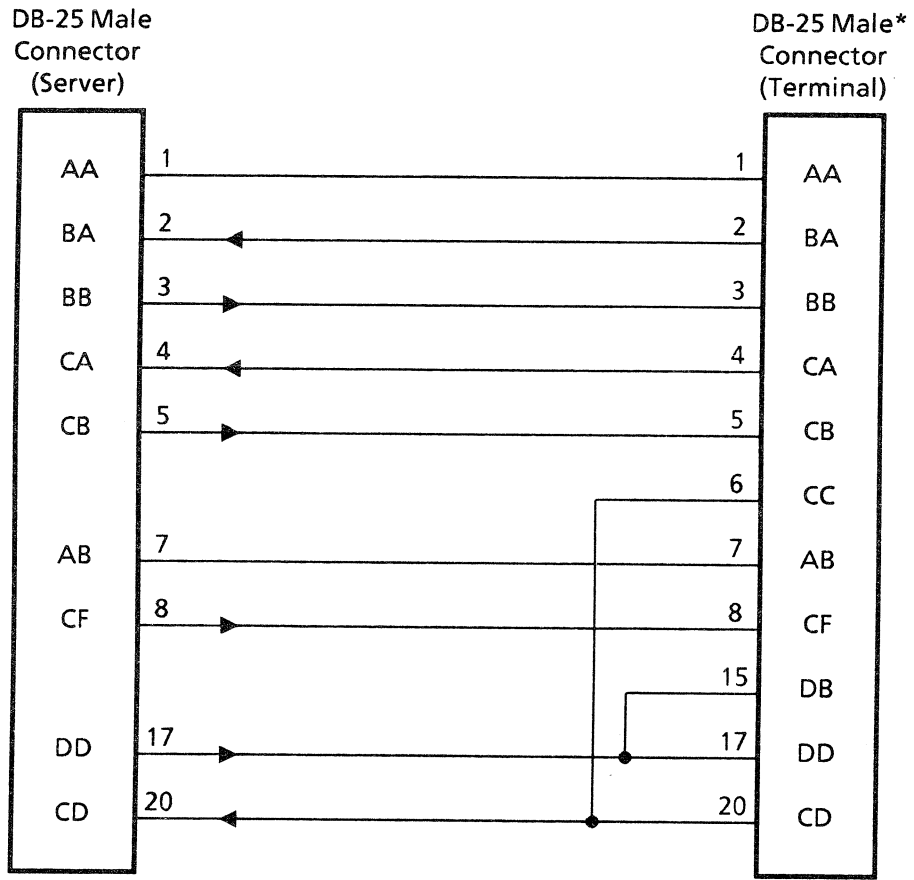 DB-25 Male
Connector
(Server)
DB-25 Male*
Connector
(Terminal)
AA 1 1 AA
BA 2 2 BA
BB 3 3 BB
CA 4 4 CA
CB 5 5 CB
6 CC
AB 7 7 AB
CF 8 8 CF
15 DB
DD 17 17 DD
CD 20 20 CD